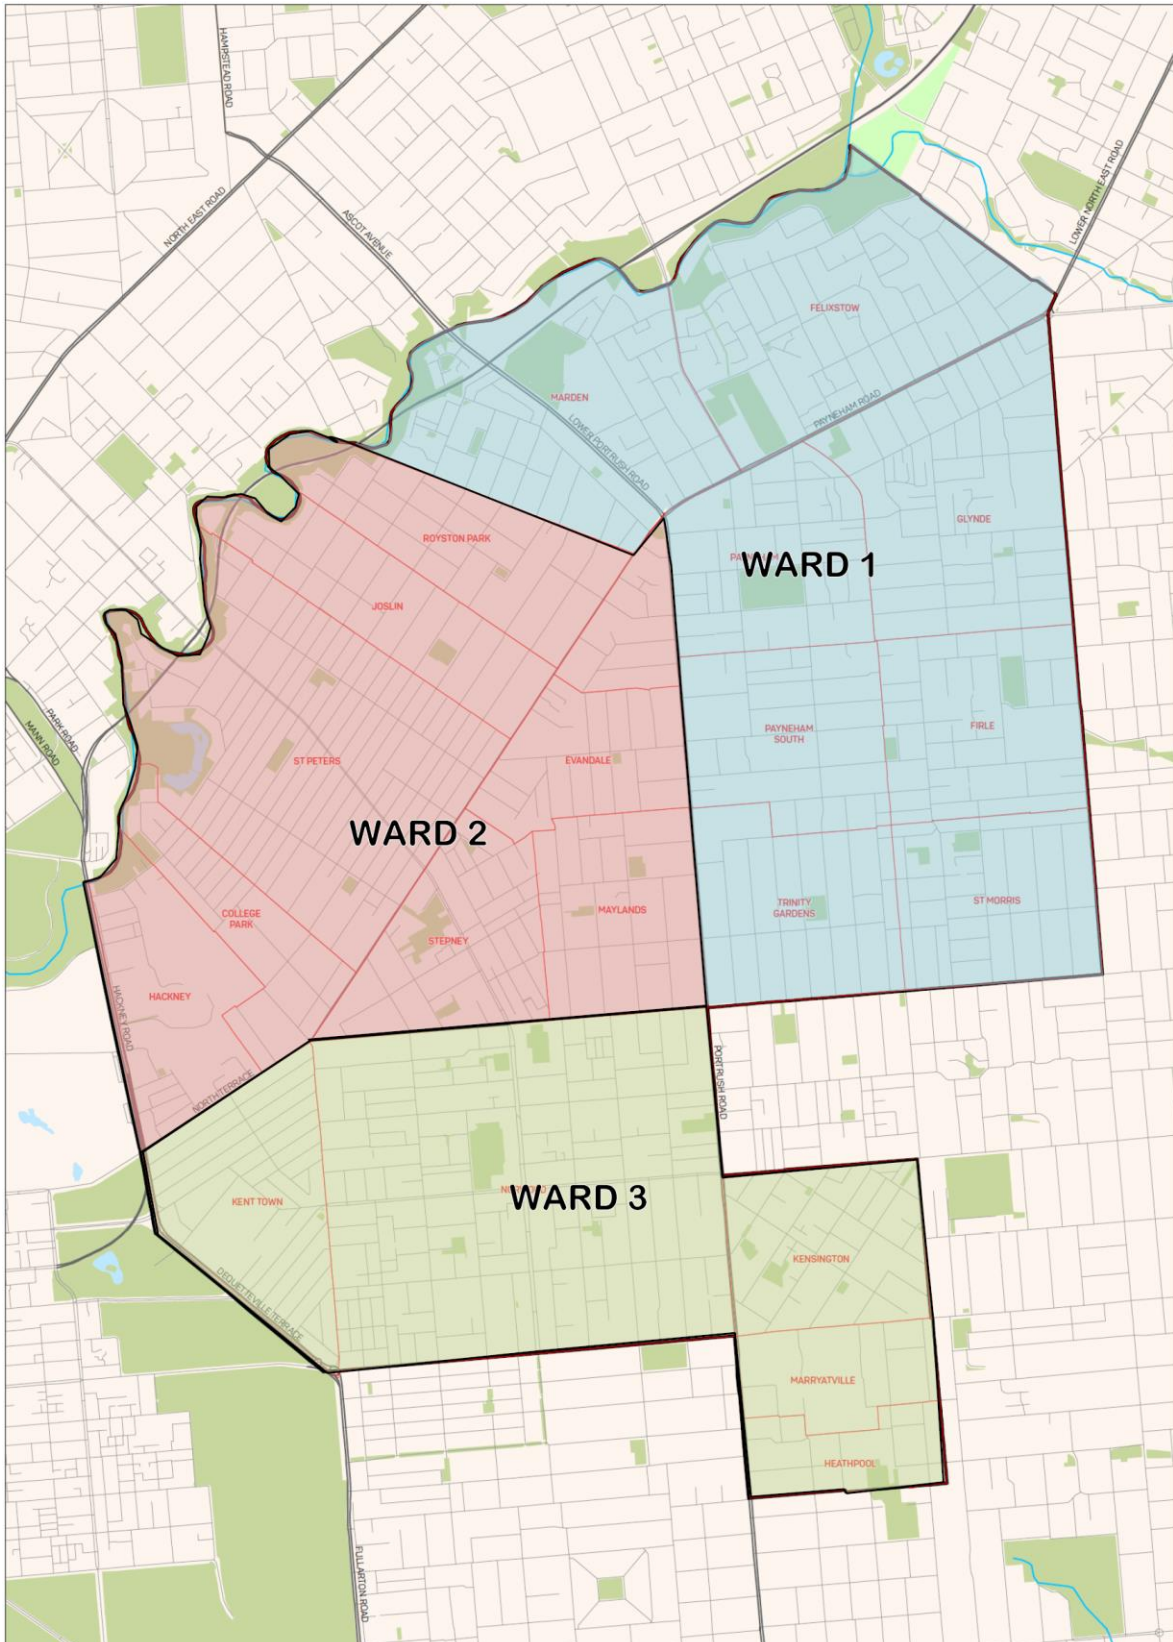 HAMPSTEAD ROAD
NORTH EAST ROAD
ASCOT AVENUE
LOWER NORTH EAST ROAD
FELIXSTOW
MARDEN
LOWER PORTRUSH ROAD
PAYNEHAM ROAD
GLYNDE
ROYSTON PARK
WARD 1
JOSLIN
PARK ROAD
MANN ROAD
ST PETERS
EVANDALE
PAYNEHAM
SOUTH
FIRLE
WARD 2
COLLEGE
PARK
STEPNEY
MAYLANDS
TRINITY
GARDENS
ST MORRIS
HACKNEY
HACKNEY ROAD
NORTH TERRACE
PORTRUSH ROAD
KENT TOWN
WARD 3
KENSINGTON
DEQUETTEVILLE TERRACE
MARRYATVILLE
HEATHPOOL
FULLARTON ROAD